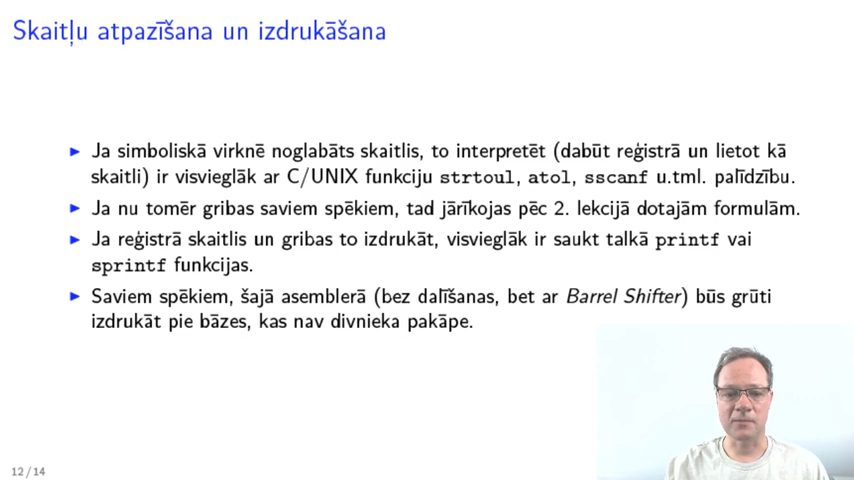 Skaitļu atpazīšana un izdrukāšana
▶ Ja simboliskā virknē noglabāts skaitlis, to interpretēt (dabūt reģistrā un lietot kā
skaitli) ir visvieglāk ar C/UNIX funkciju strtoul, atol, sscanf u.tml. palīdzību.
▶ Ja nu tomēr gribas saviem spēkiem, tad jārīkojas pēc 2. lekcijā dotajām formulām.
▶ Ja reģistrā skaitlis un gribas to izdrukāt, visvieglāk ir saukt talkā printf vai
sprintf funkcijas.
▶ Saviem spēkiem, šajā asemblerā (bez dalīšanas, bet ar Barrel Shifter) būs grūti
izdrukāt pie bāzes, kas nav divnieka pakāpe.
12 / 14